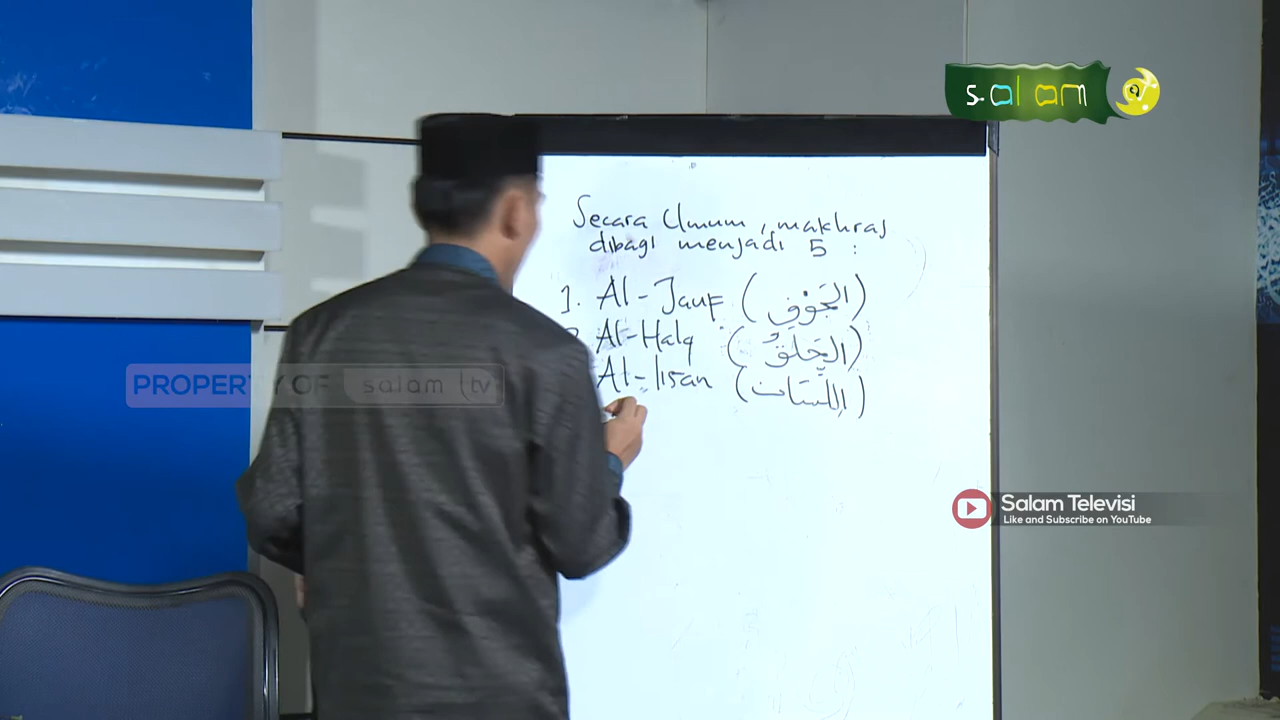 salam tv
Secara Umum, makhraj
dibagi menjadi 5 :
1. Al-Jauf (الجَوْفِ)
Al-Halq (الحَلْقُ)
Al-lisan (اللِّسَان)
PROPERTY OF salam tv
Salam Televisi
Like and Subscribe on YouTube